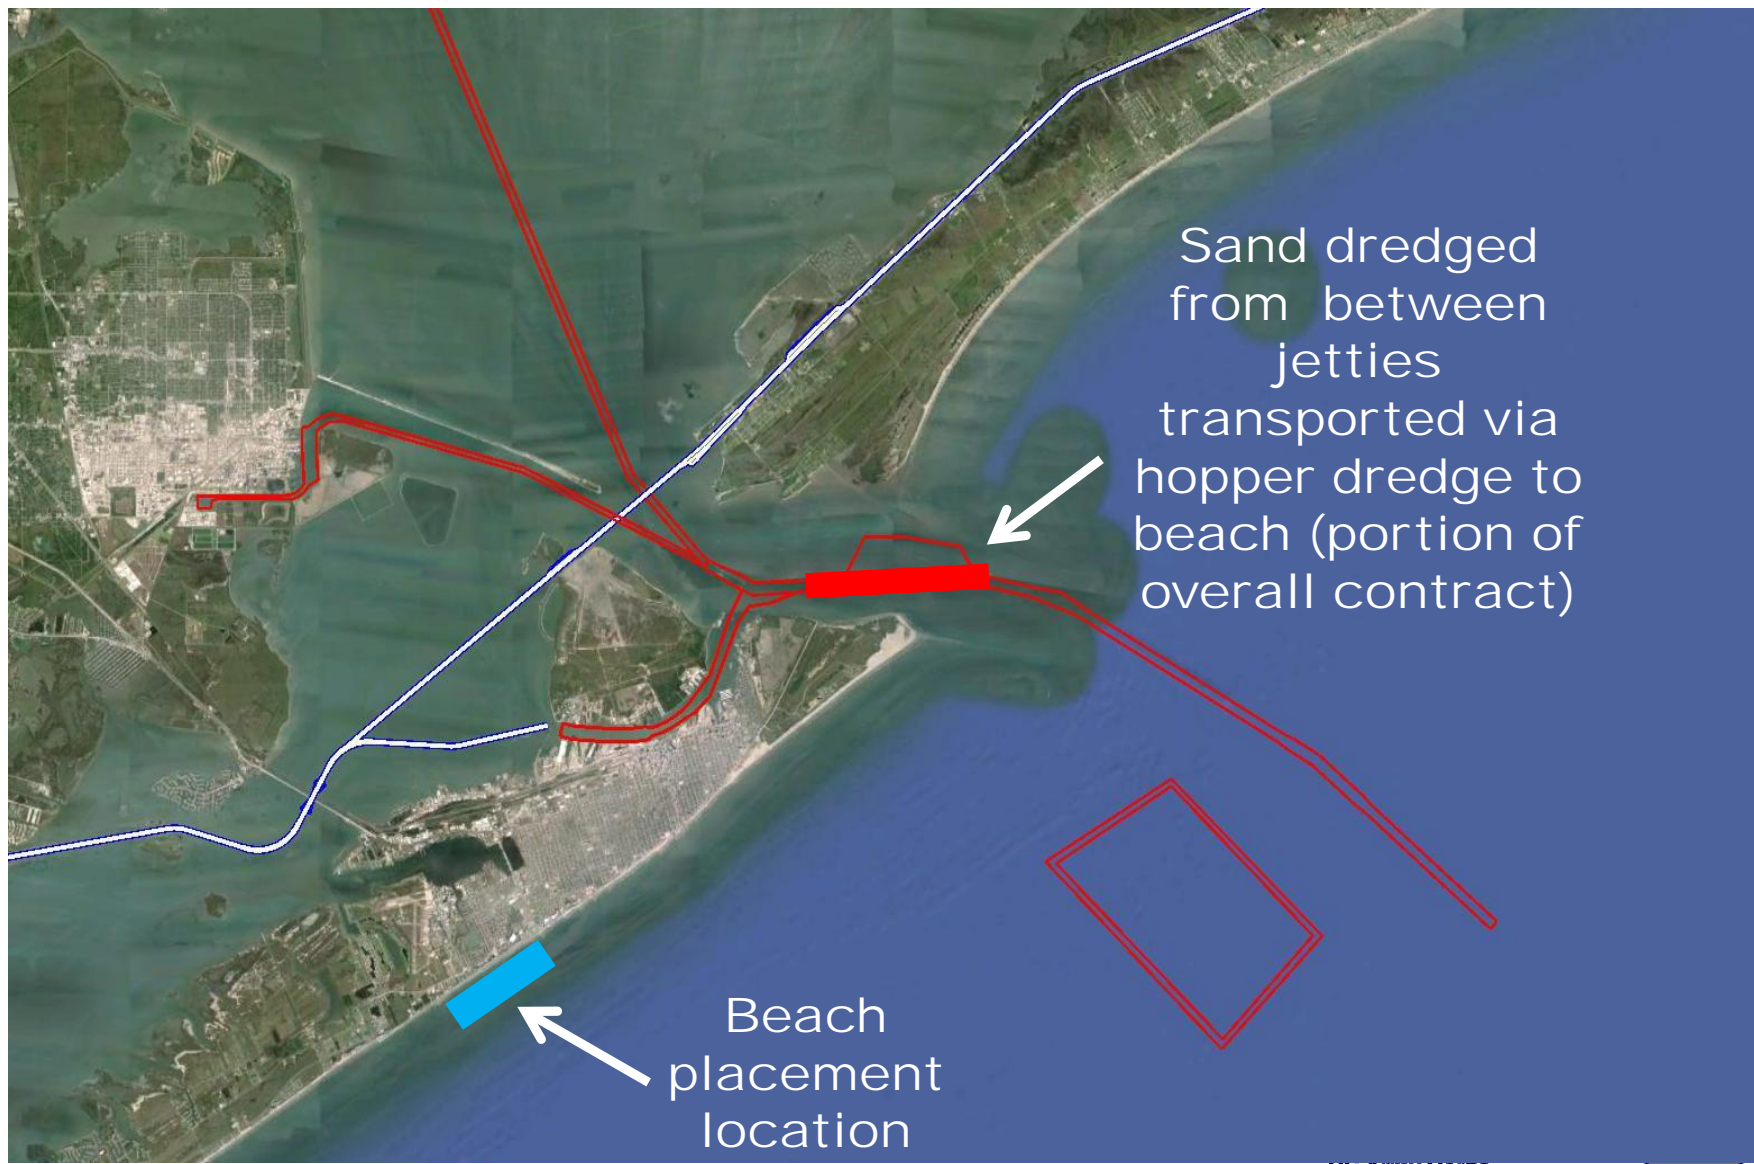 Sand dredged
from between
jetties
transported via
hopper dredge to
beach (portion of
overall contract)
Beach
placement
location